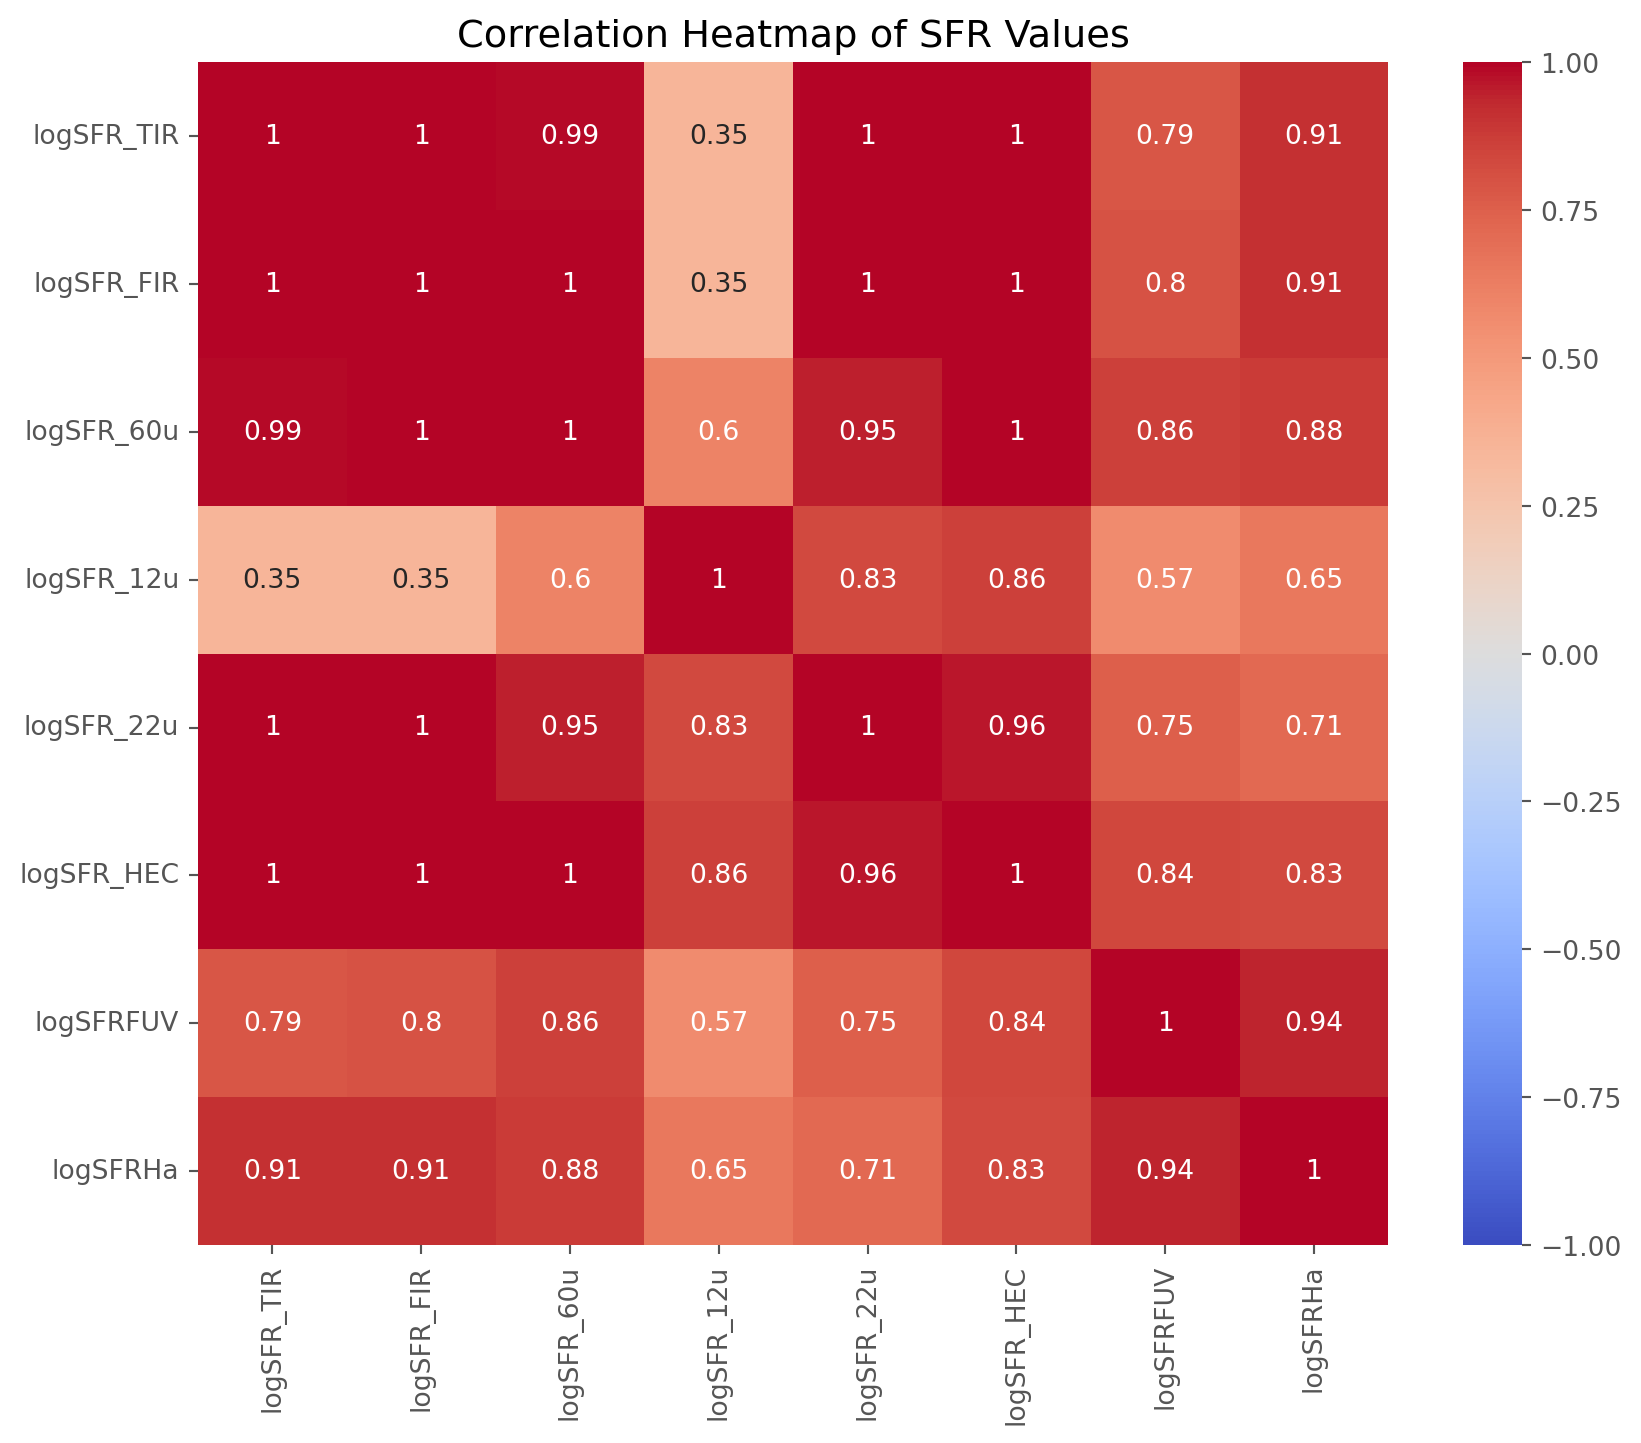 Correlation Heatmap of SFR Values
logSFR_TIR 1 1 0.99 0.35 1 1 0.79 0.91
logSFR_FIR 1 1 1 0.35 1 1 0.8 0.91
logSFR_60u 0.99 1 1 0.6 0.95 1 0.86 0.88
logSFR_12u 0.35 0.35 0.6 1 0.83 0.86 0.57 0.65
logSFR_22u 1 1 0.95 0.83 1 0.96 0.75 0.71
logSFR_HEC 1 1 1 0.86 0.96 1 0.84 0.83
logSFRFUV 0.79 0.8 0.86 0.57 0.75 0.84 1 0.94
logSFRHa 0.91 0.91 0.88 0.65 0.71 0.83 0.94 1
logSFR_TIR
logSFR_FIR
logSFR_60u
logSFR_12u
logSFR_22u
logSFR_HEC
logSFRFUV
logSFRHa
1.00
0.75
0.50
0.25
0.00
−0.25
−0.50
−0.75
−1.00